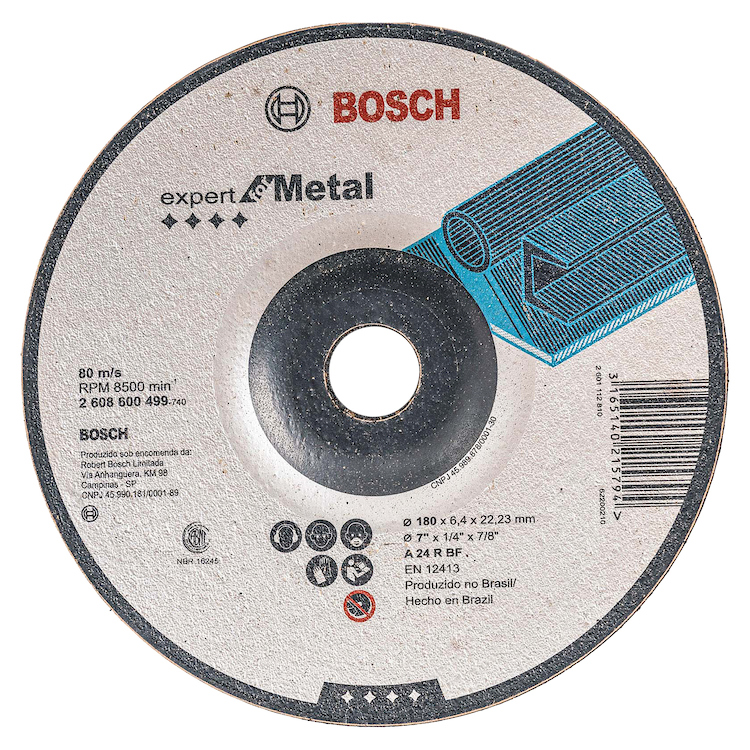 BOSCH
expert for Metal
80 m/s
RPM 8500 min⁻¹
2 608 600 499-740
BOSCH
Produzido sob encomenda da:
Robert Bosch Limitada
Via Anhanguera, KM 98
Campinas - SP
CNPJ 45.990.181/0001-89
NBR 15245
CNPJ 45.989.678/0001-30
2 601 112 810
3 165140 215794 >
62200210
Ø 180 x 6,4 x 22,23 mm
Ø 7" x 1/4" x 7/8"
A 24 R BF .
EN 12413
Produzido no Brasil/
Hecho en Brazil